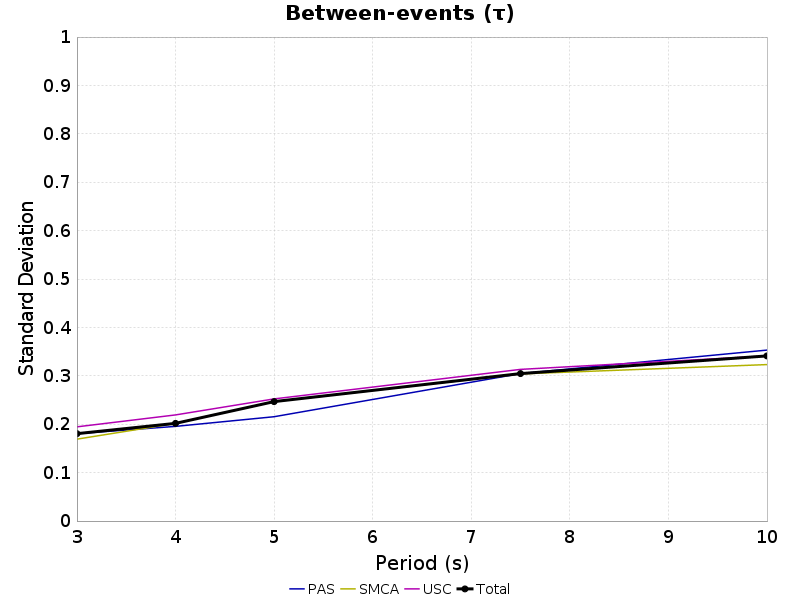 Between-events (τ)
1
0.9
0.8
0.7
0.6
0.5
0.4
0.3
0.2
0.1
0
Standard Deviation
3 4 5 6 7 8 9 10
Period (s)
PAS SMCA USC Total